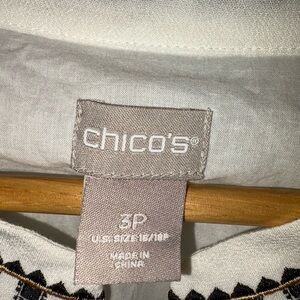 chico's®
3P
U.S. SIZE 16/18P
MADE IN
CHINA